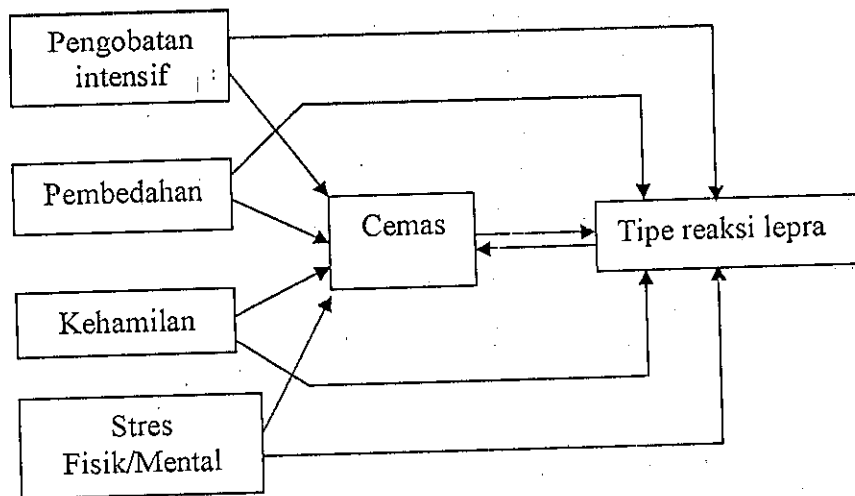 Pengobatan
intensif
Pembedahan
Cemas
Tipe reaksi lepra
Kehamilan
Stres
Fisik/Mental